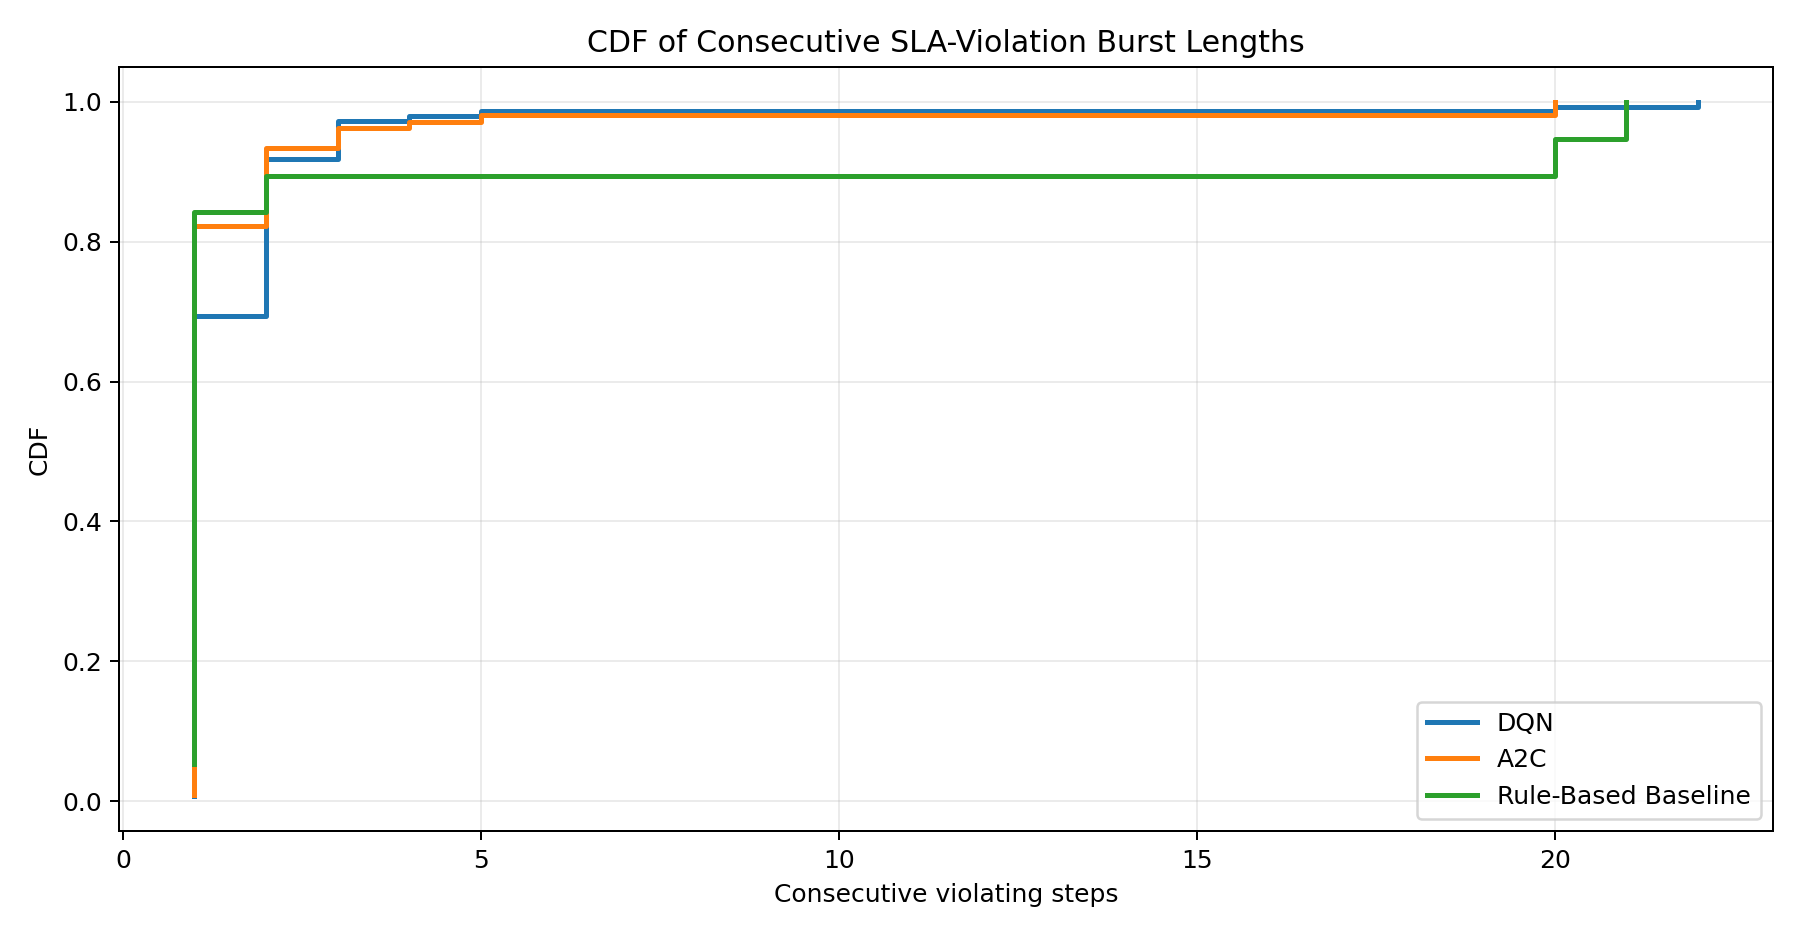 CDF of Consecutive SLA-Violation Burst Lengths
CDF
1.0
0.8
0.6
0.4
0.2
0.0
0 5 10 15 20
Consecutive violating steps
DQN
A2C
Rule-Based Baseline